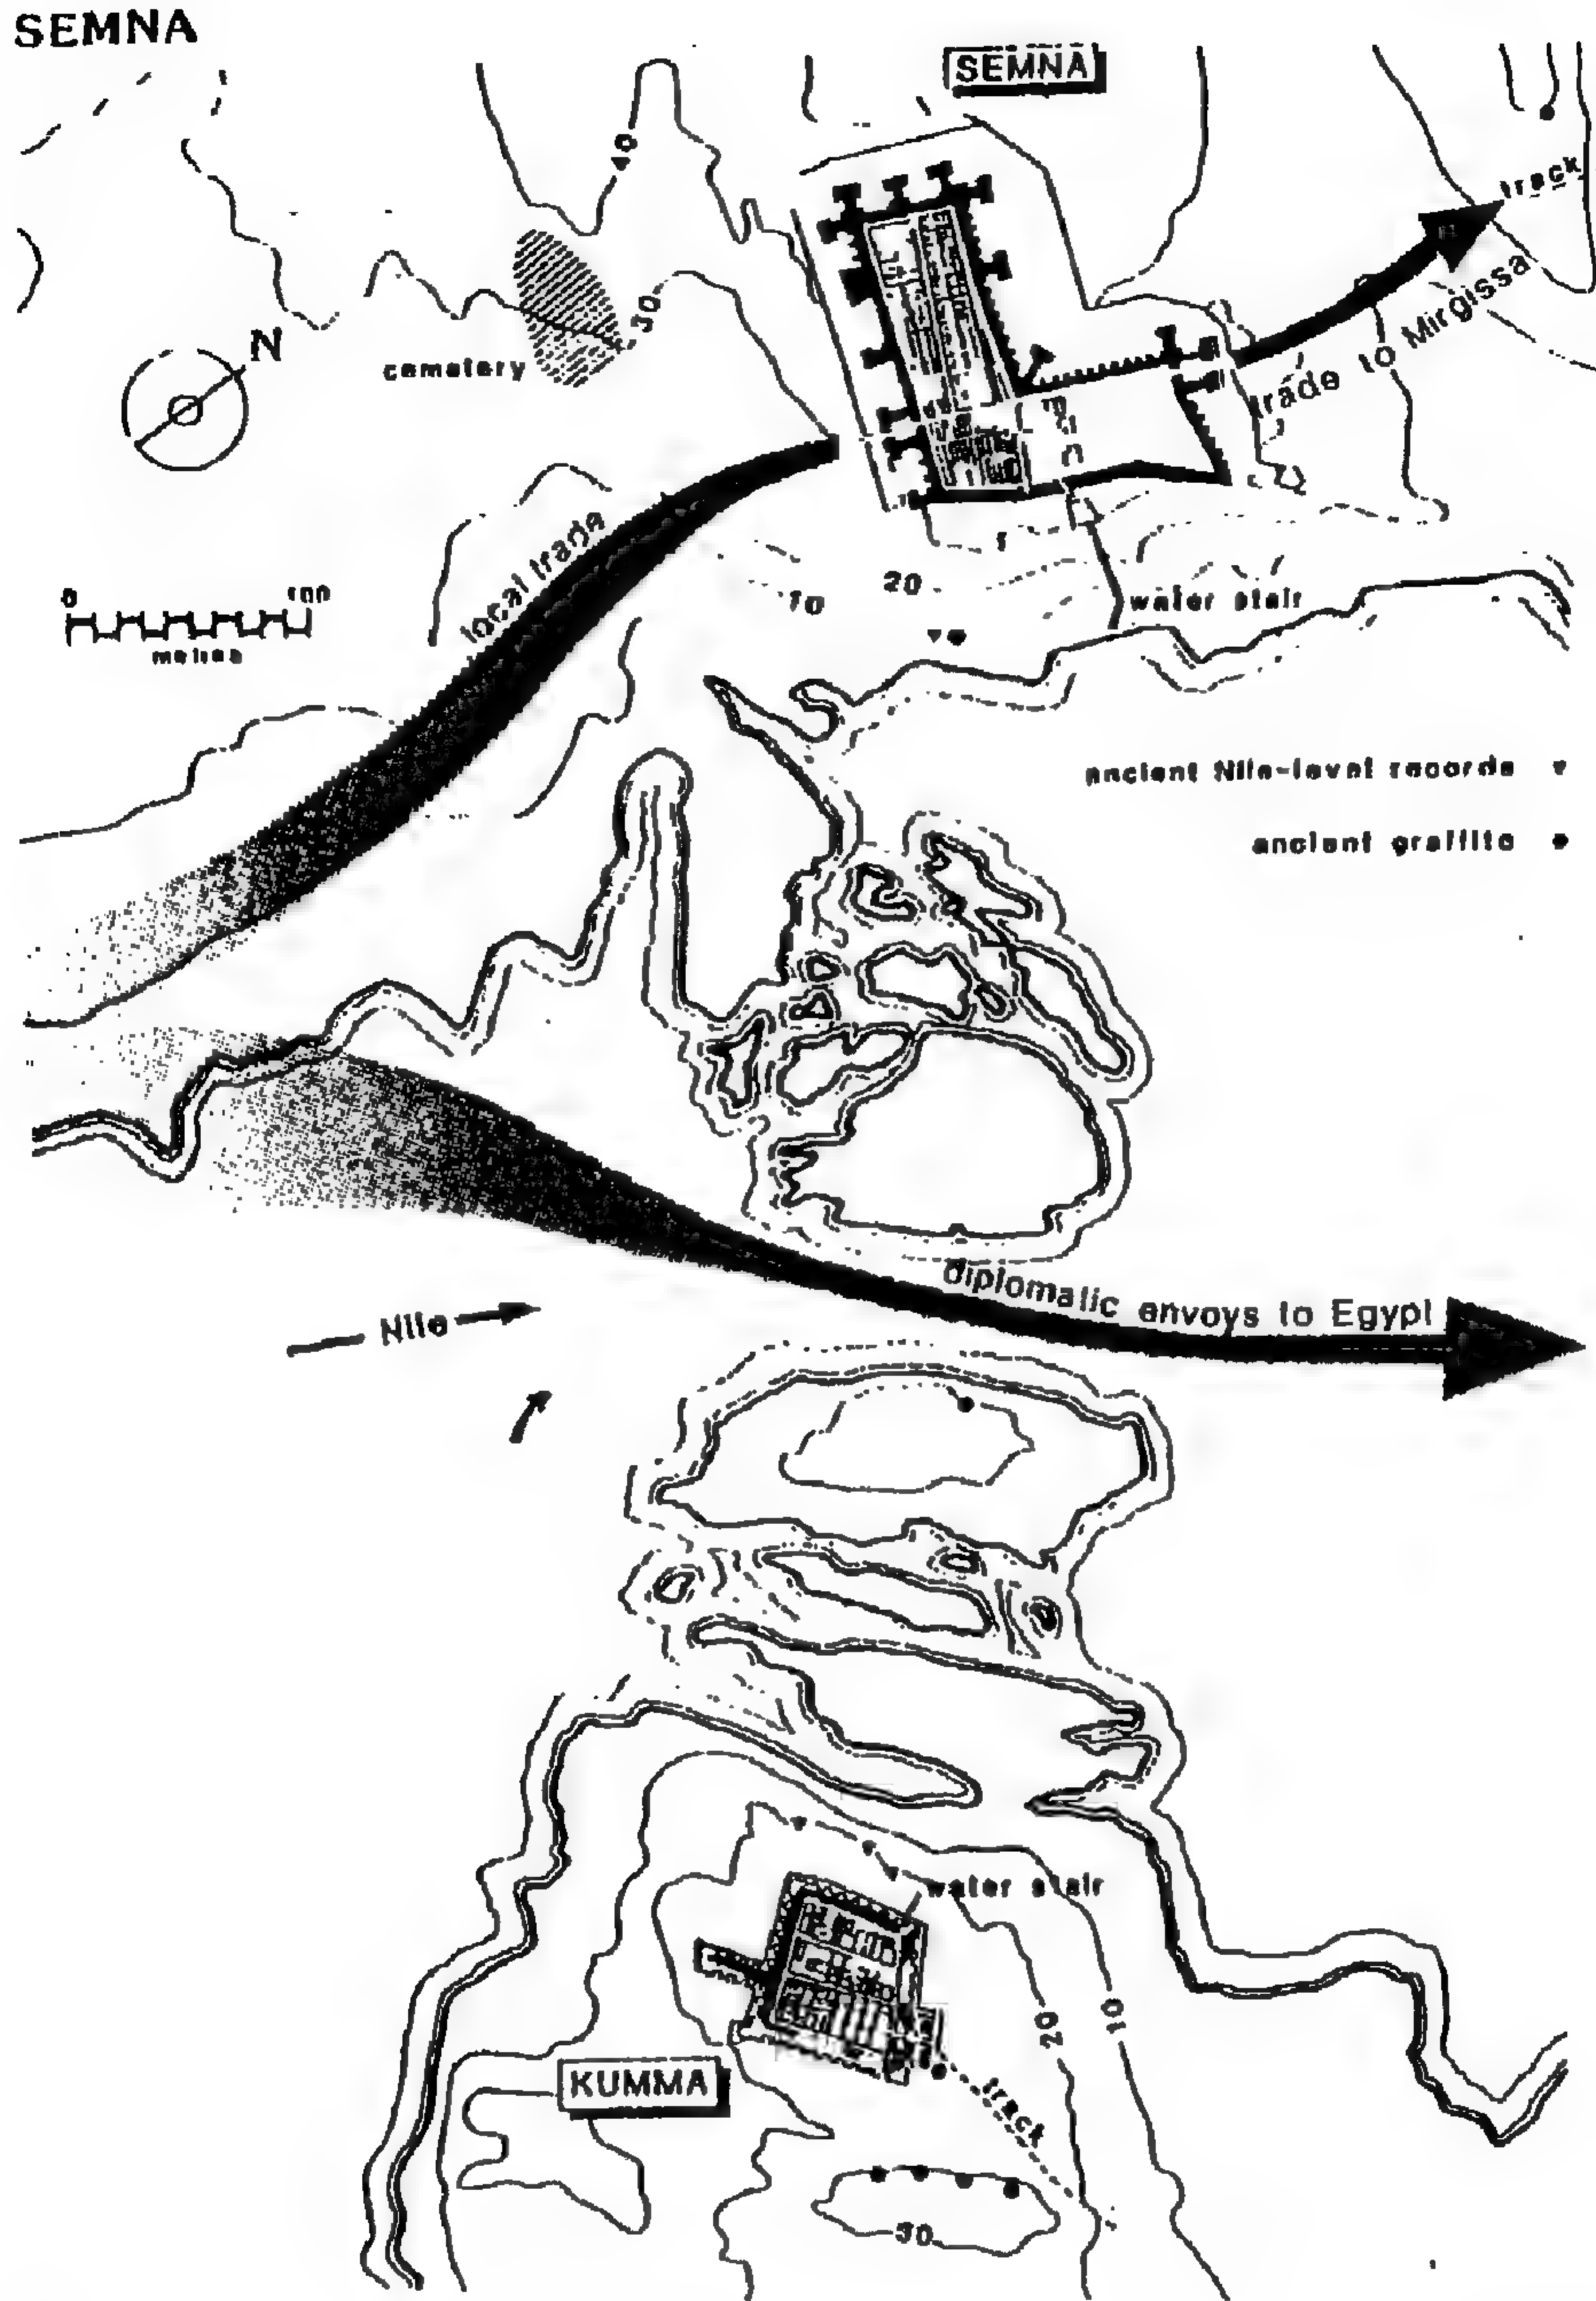 SEMNA
SEMNA
40
track
30
N
cemetery
trade to Mirgissa
local trade
0 100
metres
10
20
water stair
ancient Nile-level records
ancient graffito
diplomatic envoys to Egypt
Nile
water stair
20
10
KUMMA
track
30